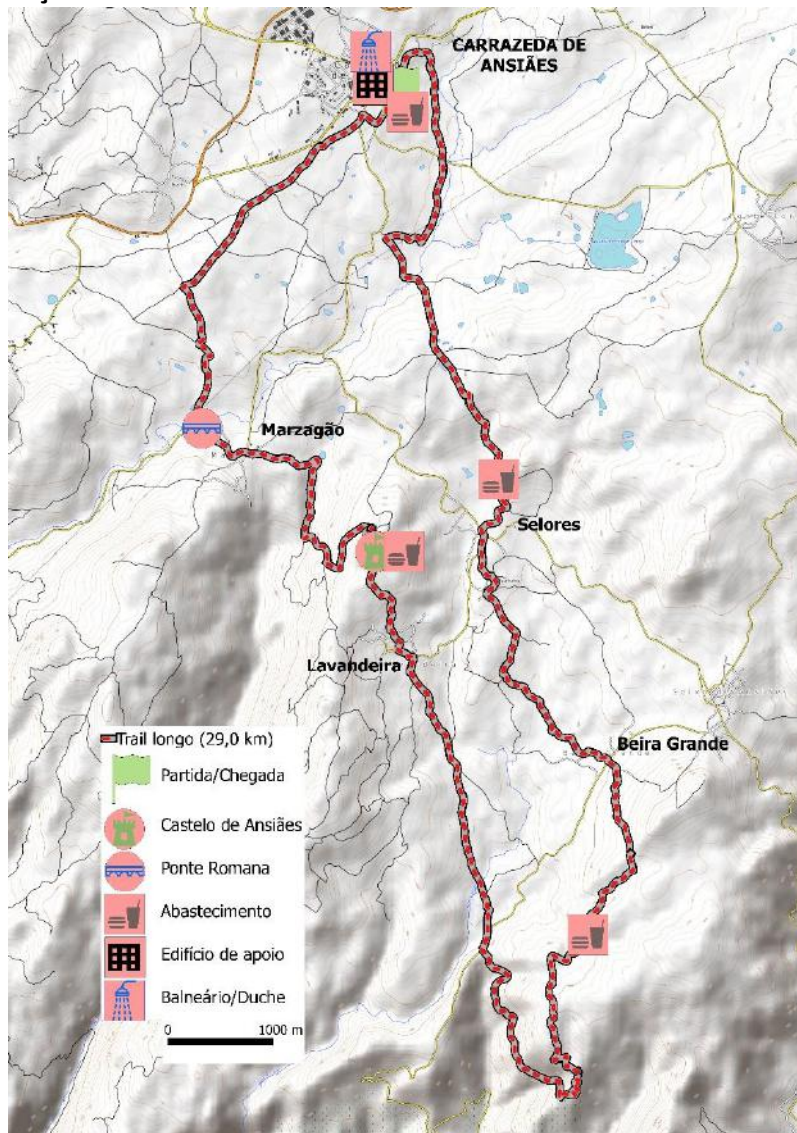 CARRAZEDA DE
ANSIÃES
Marzagão
Selores
Lavandeira
Beira Grande
Trail longo (29,0 km)
Partida/Chegada
Castelo de Ansiães
Ponte Romana
Abastecimento
Edifício de apoio
Balneário/Duche
0 1000 m